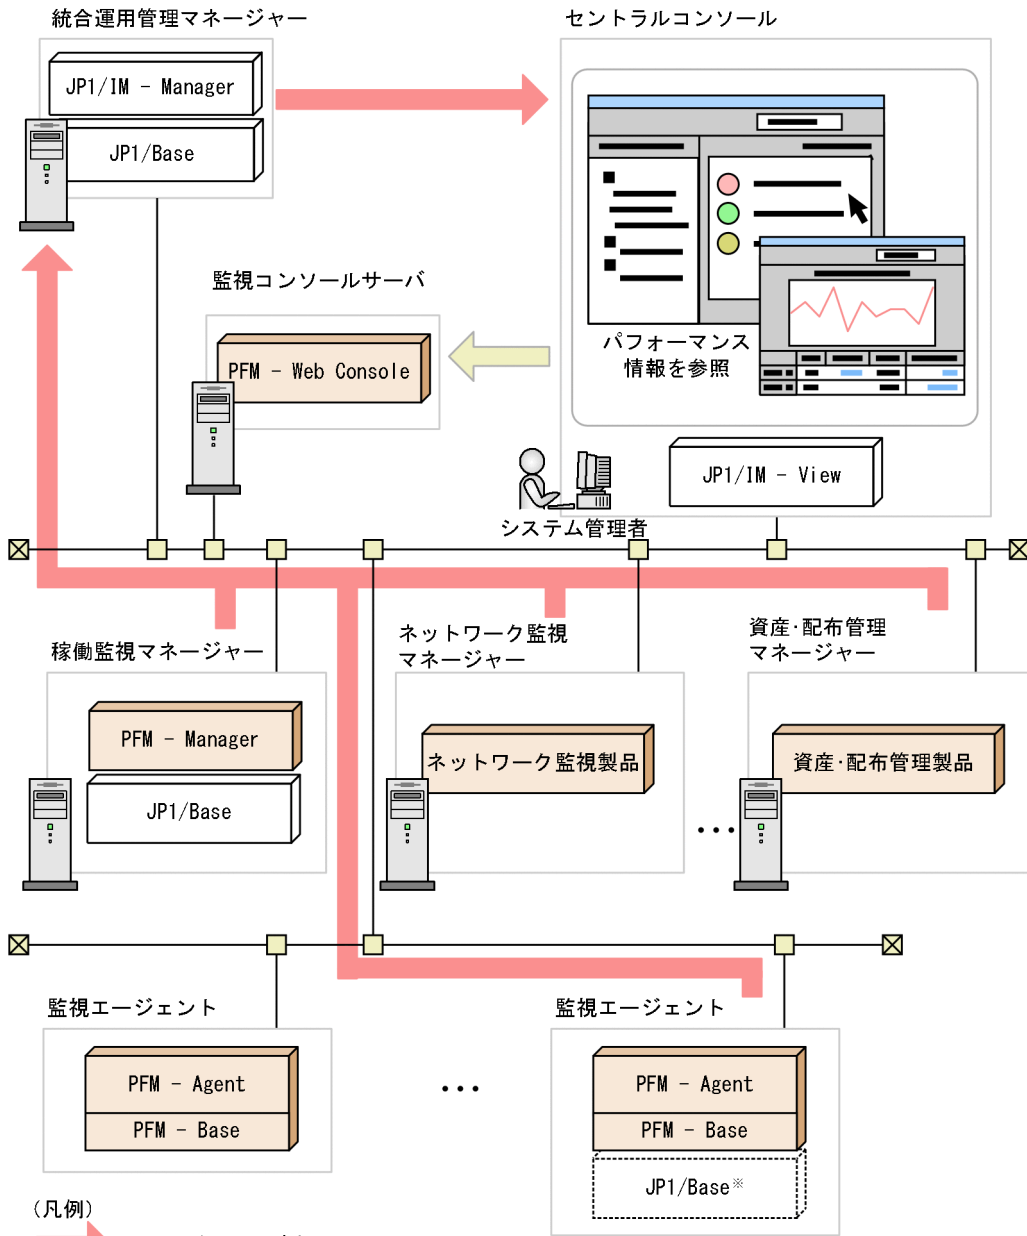 統合運用管理マネージャー
セントラルコンソール
JP1/IM - Manager
JP1/Base
監視コンソールサーバ
PFM - Web Console
パフォーマンス
情報を参照
JP1/IM - View
システム管理者
稼働監視マネージャー
ネットワーク監視
マネージャー
資産・配布管理
マネージャー
PFM - Manager
JP1/Base
ネットワーク監視製品
資産・配布管理製品
…
監視エージェント
監視エージェント
PFM - Agent
PFM - Base
…
PFM - Agent
PFM - Base
JP1/Base※
(凡例)